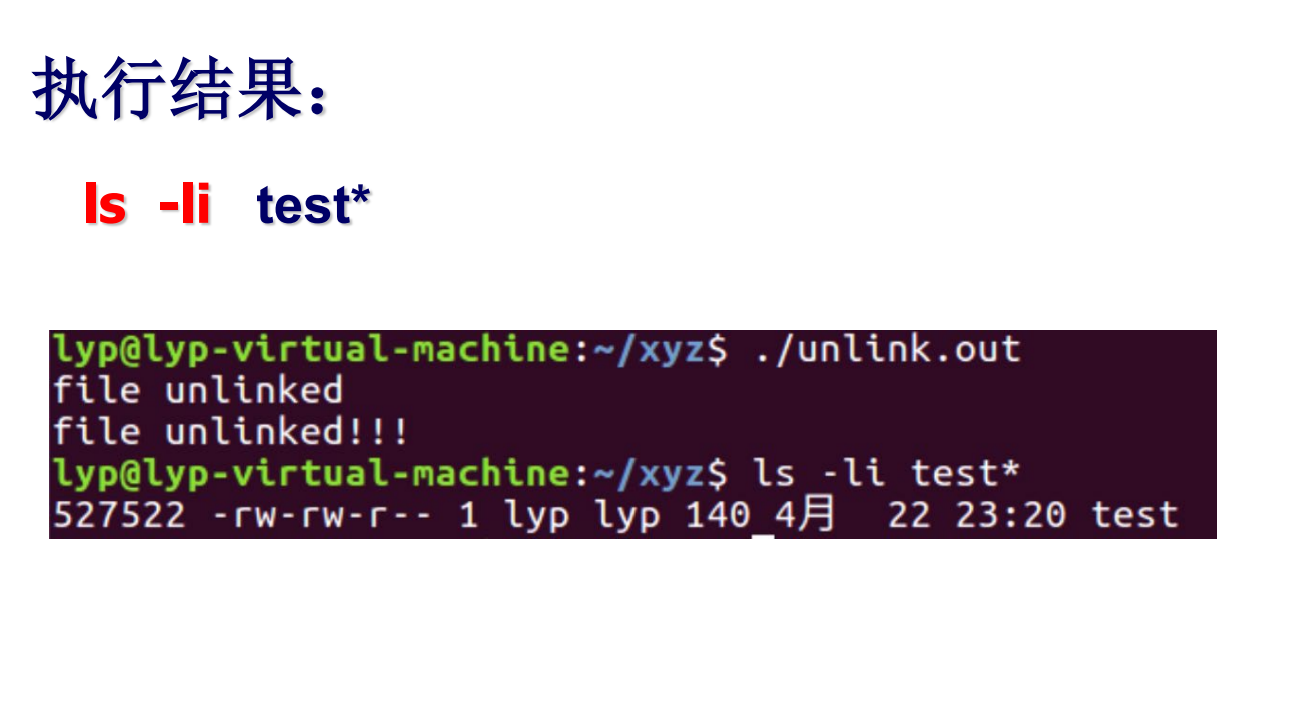 执行结果：
ls -li test*
lyp@lyp-virtual-machine:~/xyz$ ./unlink.out
file unlinked
file unlinked!!!
lyp@lyp-virtual-machine:~/xyz$ ls -li test*
527522 -rw-rw-r-- 1 lyp lyp 140 4月 22 23:20 test